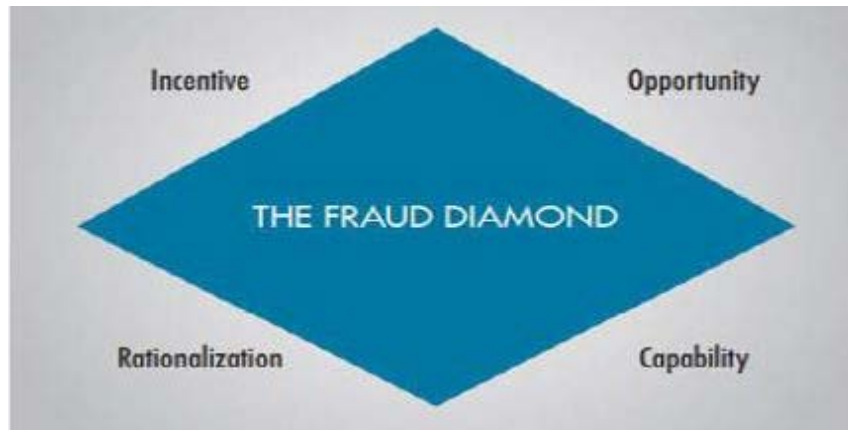 Incentive
Opportunity
THE FRAUD DIAMOND
Rationalization
Capability